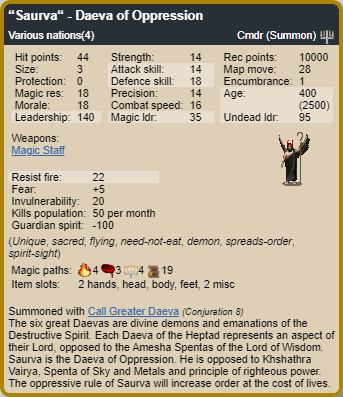 “Saurva“ - Daeva of Oppression
Various nations(4) Cmdr (Summon)
Hit points: 44 Strength: 14 Rec points: 10000
Size: 3 Attack skill: 14 Map move: 28
Protection: 0 Defence skill: 18 Encumbrance: 1
Magic res: 18 Precision: 14 Age: 400
Morale: 18 Combat speed: 16 (2500)
Leadership: 140 Magic ldr: 35 Undead ldr: 95
Weapons:
Magic Staff
Resist fire: 22
Fear: +5
Invulnerability: 20
Kills population: 50 per month
Guardian spirit: -100
(Unique, sacred, flying, need-not-eat, demon, spreads-order,
spirit-sight)
Magic paths: 4 3 4 19
Item slots: 2 hands, head, body, feet, 2 misc
Summoned with Call Greater Daeva (Conjuration 8)
The six great Daevas are divine demons and emanations of the
Destructive Spirit. Each Daeva of the Heptad represents an aspect
of their Lord, opposed to the Amesha Spentas of the Lord of Wisdom.
Saurva is the Daeva of Oppression. He is opposed to Khshathra
Vairya, Spenta of Sky and Metals and principle of righteous power.
The oppressive rule of Saurva will increase order at the cost of lives.